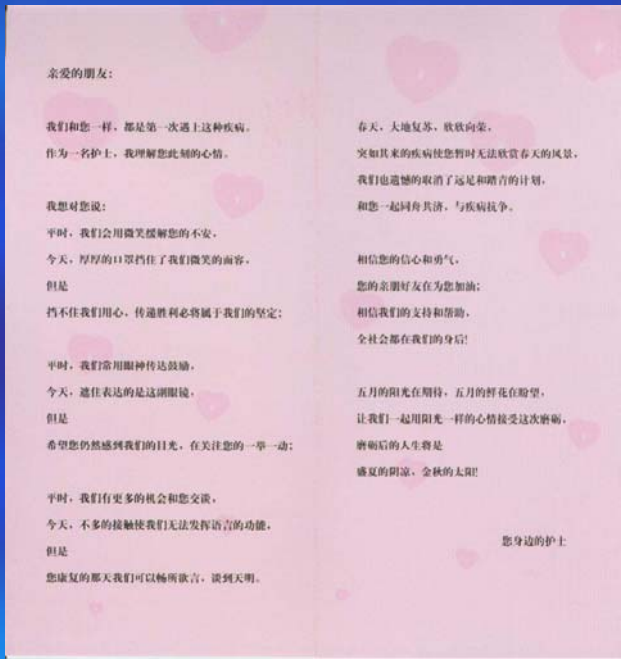 亲爱的朋友：
我们和您一样，都是第一次遇上这种疾病。
作为一名护士，我理解您此刻的心情。
我想对您说：
平时，我们会用微笑缓解您的不安，
今天，厚厚的口罩挡住了我们微笑的面容，
但是
挡不住我们用心，传递胜利必将属于我们的坚定；
平时，我们常用眼神传达鼓励，
今天，遮住表达的是这副眼镜，
但是
希望您仍然感到我们的目光，在关注您的一举一动；
平时，我们有更多的机会和您交谈，
今天，不多的接触使我们无法发挥语言的功能，
但是
您康复的那天我们可以畅所欲言，谈到天明。
春天，大地复苏，欣欣向荣，
突如其来的疾病使您暂时无法欣赏春天的风景，
我们也遗憾的取消了远足和踏青的计划，
和您一起同舟共济，与疾病抗争。
相信您的信心和勇气，
您的亲朋好友在为您加油；
相信我们的支持和帮助，
全社会都在我们的身后!
五月的阳光在期待，五月的鲜花在盼望，
让我们一起用阳光一样的心情接受这次磨砺，
磨砺后的人生将是
盛夏的阴凉、金秋的太阳!
您身边的护士